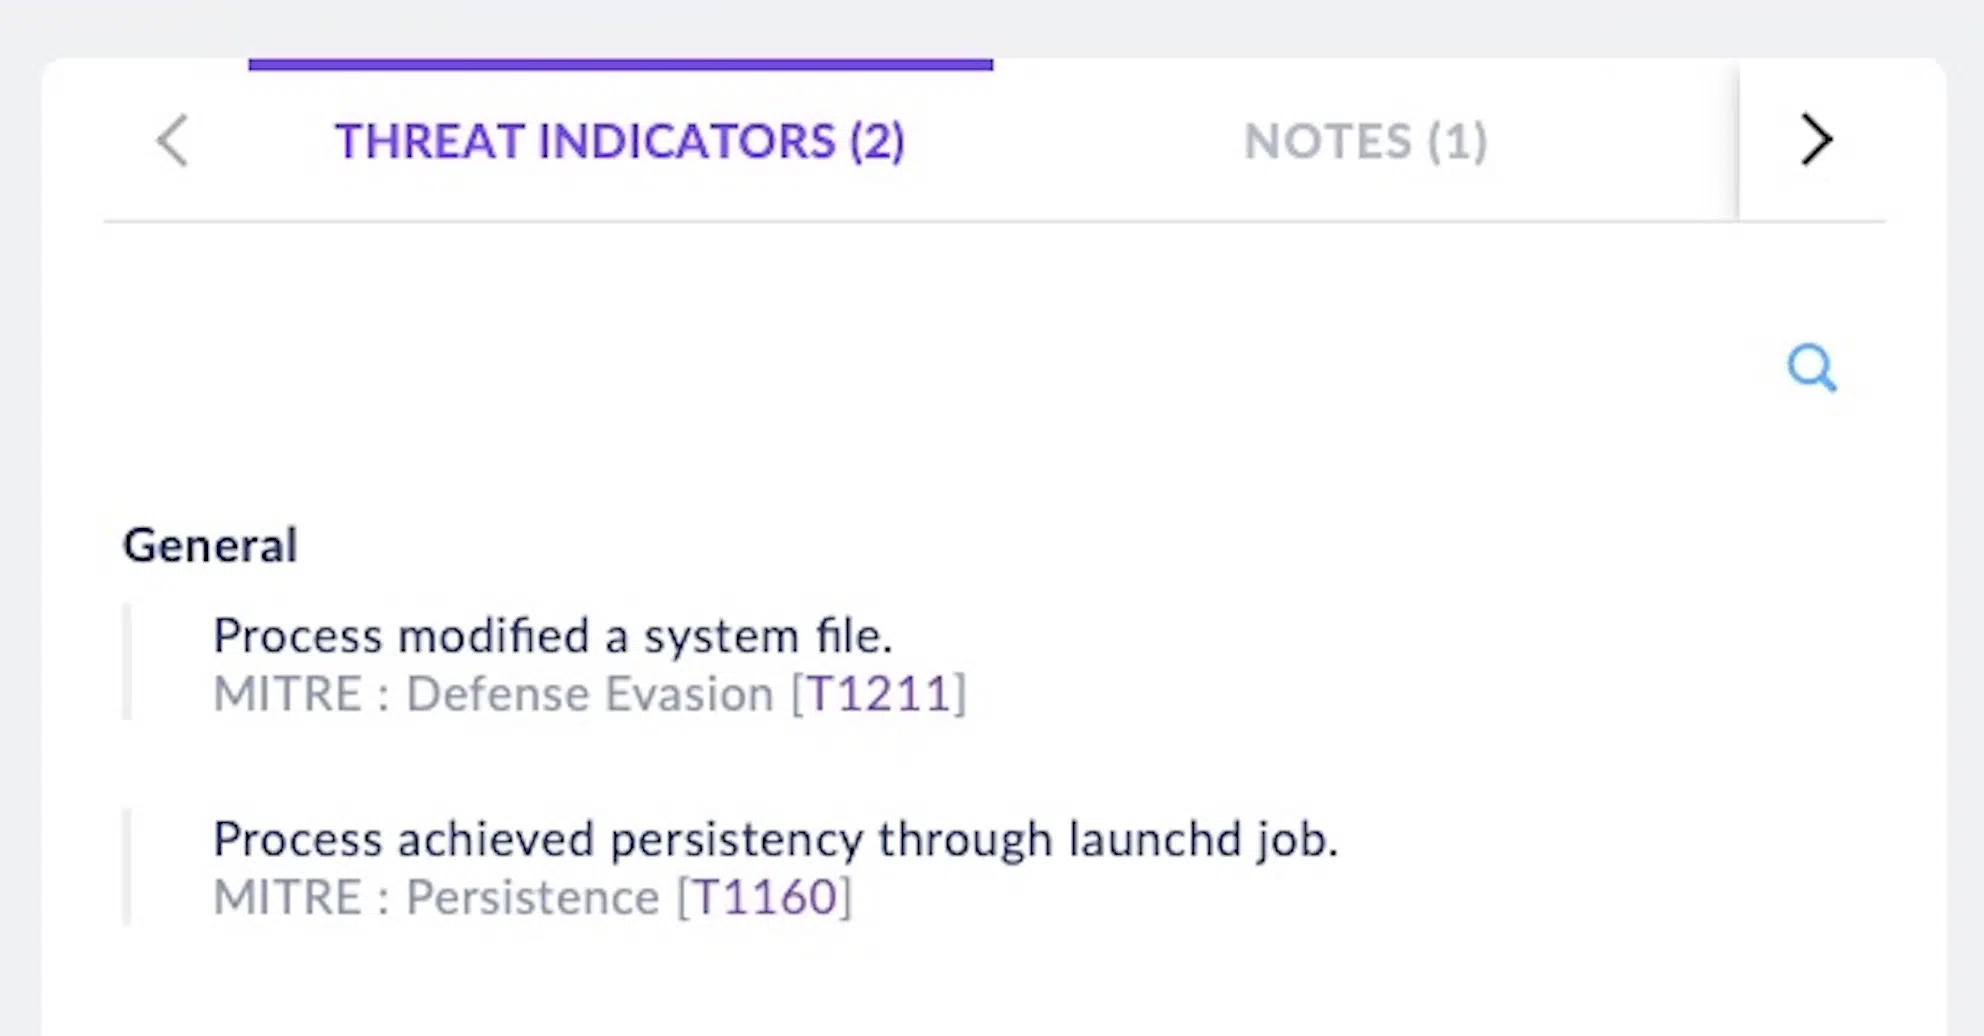 THREAT INDICATORS (2)
NOTES (1)
General
Process modified a system file.
MITRE : Defense Evasion [T1211]
Process achieved persistency through launchd job.
MITRE : Persistence [T1160]